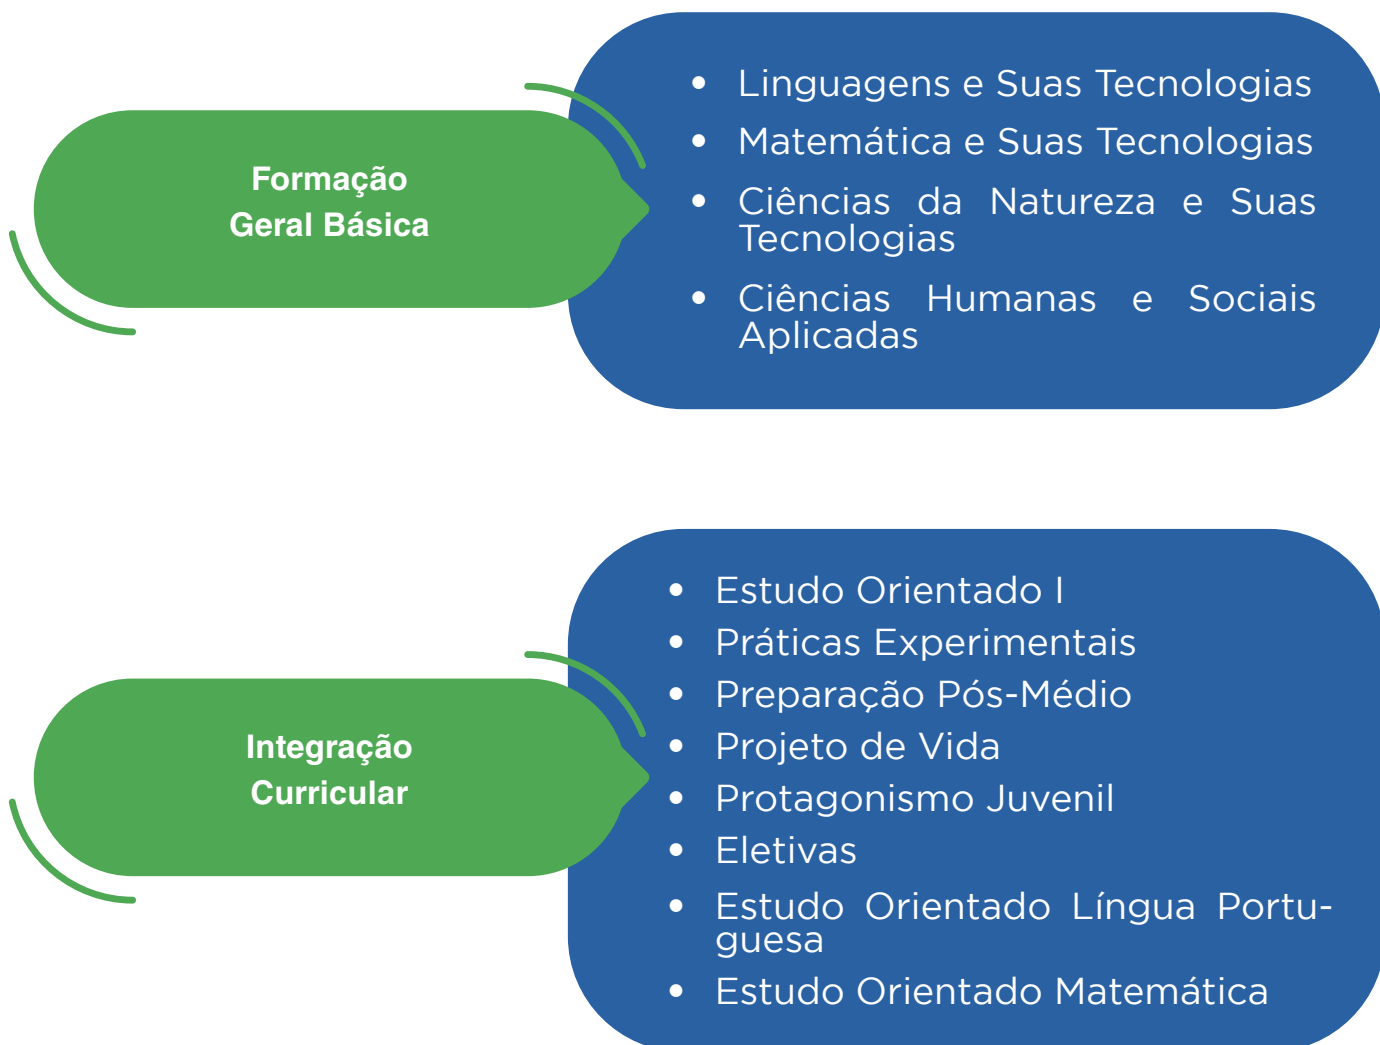 Formação
Geral Básica
• Linguagens e Suas Tecnologias
• Matemática e Suas Tecnologias
• Ciências da Natureza e Suas
Tecnologias
• Ciências Humanas e Sociais
Aplicadas
Integração
Curricular
• Estudo Orientado I
• Práticas Experimentais
• Preparação Pós-Médio
• Projeto de Vida
• Protagonismo Juvenil
• Eletivas
• Estudo Orientado Língua Portu-
guesa
• Estudo Orientado Matemática